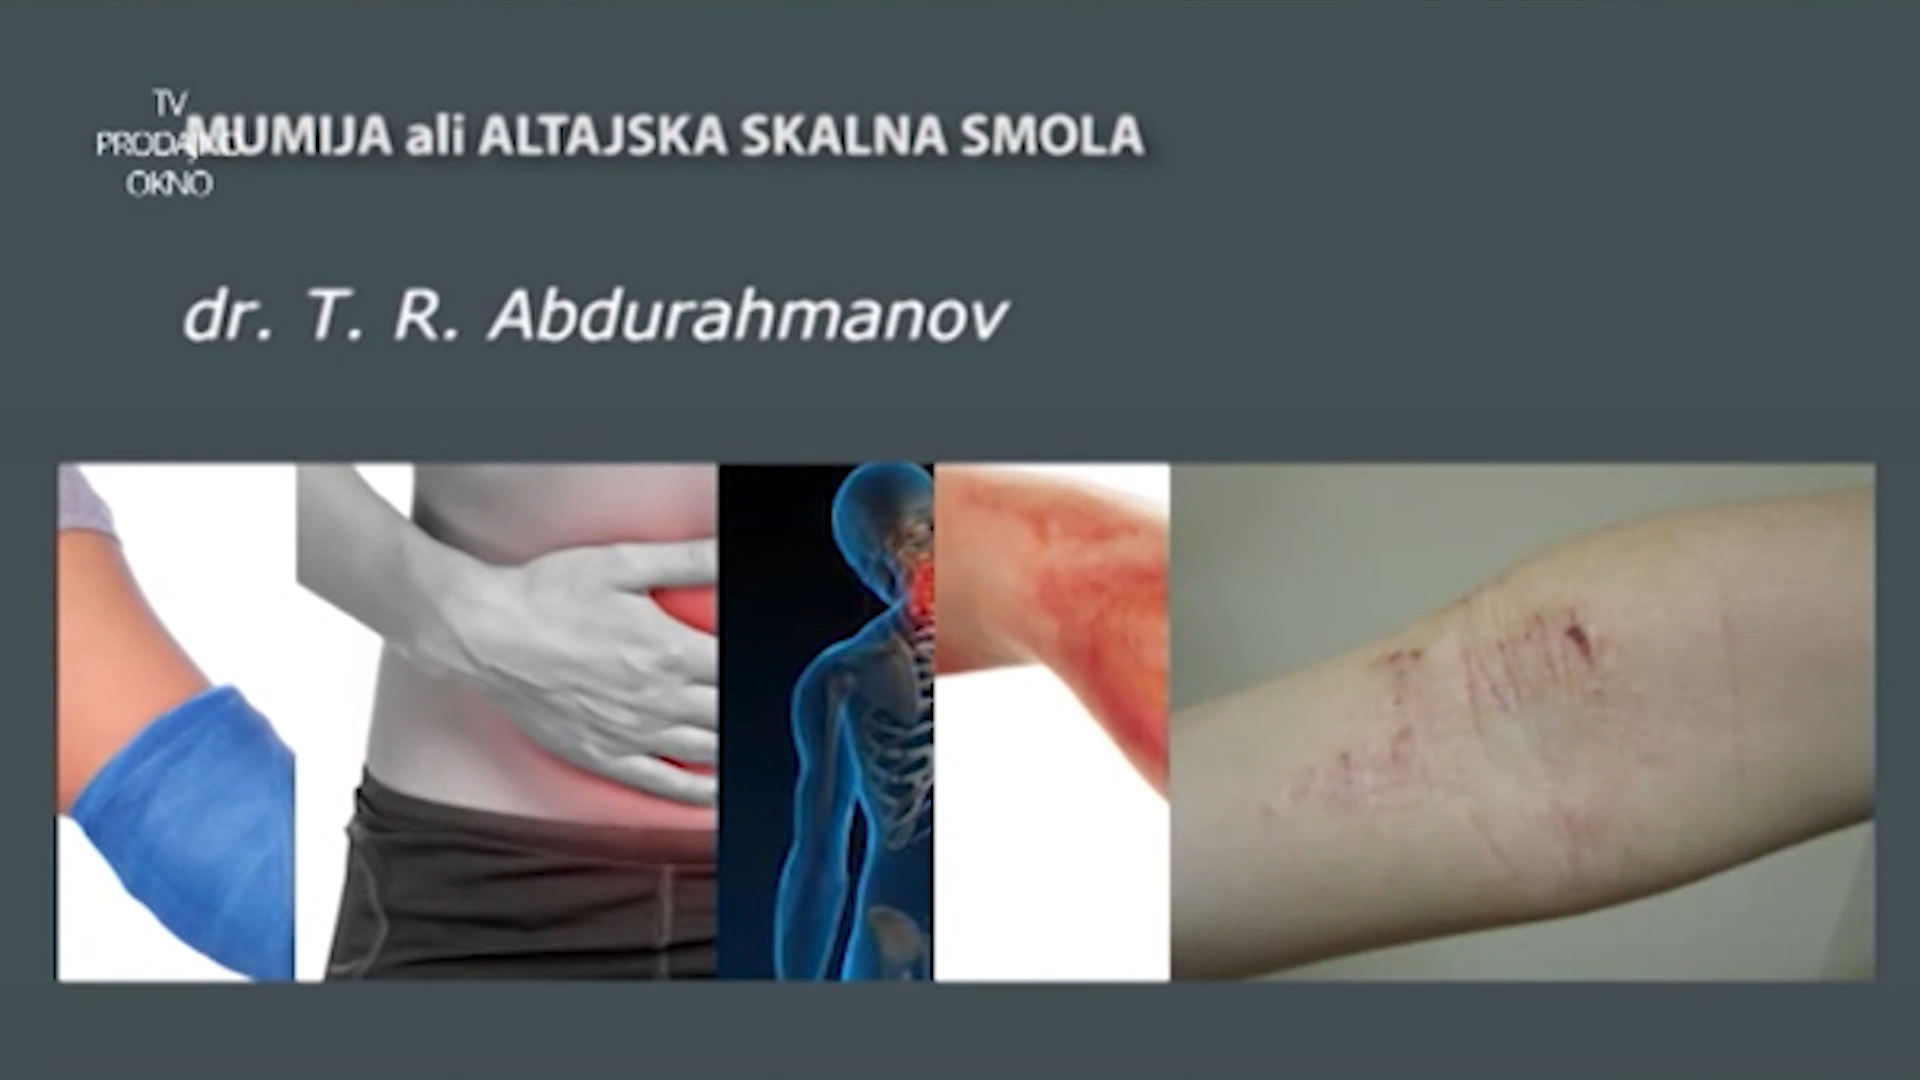 TV
PRODAJNO
OKNO
MUMIJA ali ALTAJSKA SKALNA SMOLA
dr. T. R. Abdurahmanov